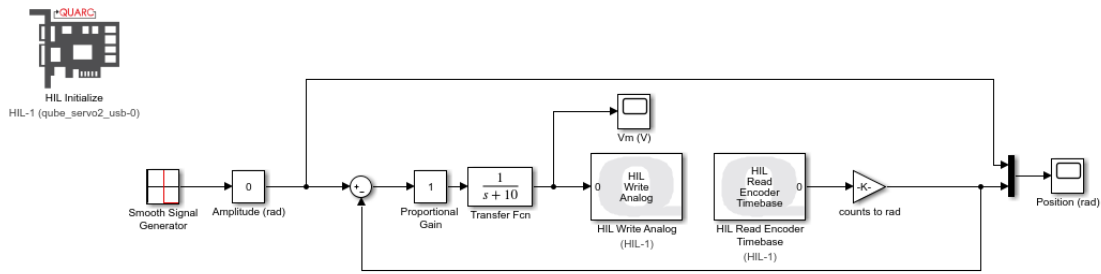 QUARC
HIL Initialize
HIL-1 (qube_servo2_usb-0)
Vm (V)
Smooth Signal
Generator
0
Amplitude (rad)
+
-
1
Proportional
Gain
1
s + 10
Transfer Fcn
0
HIL
Write
Analog
HIL Write Analog
(HIL-1)
HIL
Read
Encoder
Timebase
0
HIL Read Encoder
Timebase
(HIL-1)
-K-
counts to rad
Position (rad)